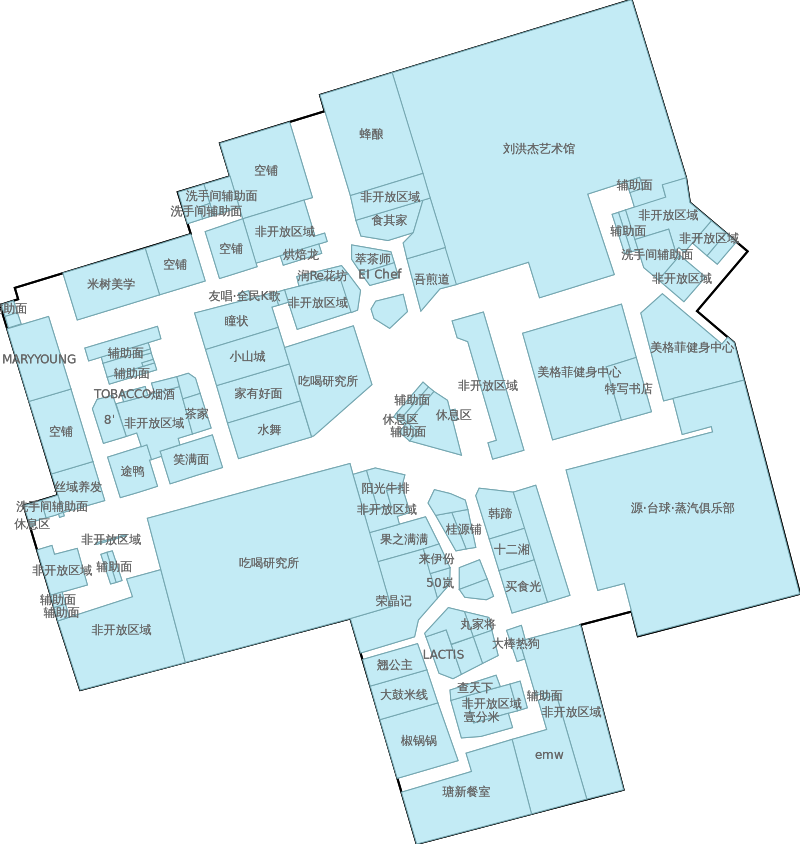 蜂酿
刘洪杰艺术馆
空铺
辅助面
洗手间辅助面
非开放区域
洗手间辅助面
非开放区域
食其家
辅助面
非开放区域
非开放区域
空铺
烘焙龙
萃茶师
洗手间辅助面
空铺
米树美学
润Re花坊
El Chef
吾煎道
非开放区域
友唱·全民K歌
非开放区域
助面
瞳状
美格菲健身中心
MARYYOUNG
辅助面
小山城
辅助面
吃喝研究所
非开放区域
美格菲健身中心
特写书店
TOBACCO烟酒
家有好面
辅助面
8'
非开放区域
茶家
休息区
休息区
空铺
水舞
辅助面
途鸭
笑满面
丝域养发
阳光牛排
洗手间辅助面
非开放区域
韩蹄
源·台球·蒸汽俱乐部
休息区
非开放区域
果之满满
桂源铺
十二湘
吃喝研究所
来伊份
非开放区域
辅助面
50岚
买食光
辅助面
荣晶记
辅助面
非开放区域
丸家将
大棒热狗
LACTIS
翘公主
查天下
大鼓米线
辅助面
非开放区域
非开放区域
壹分米
椒锅锅
emw
瑭新餐室